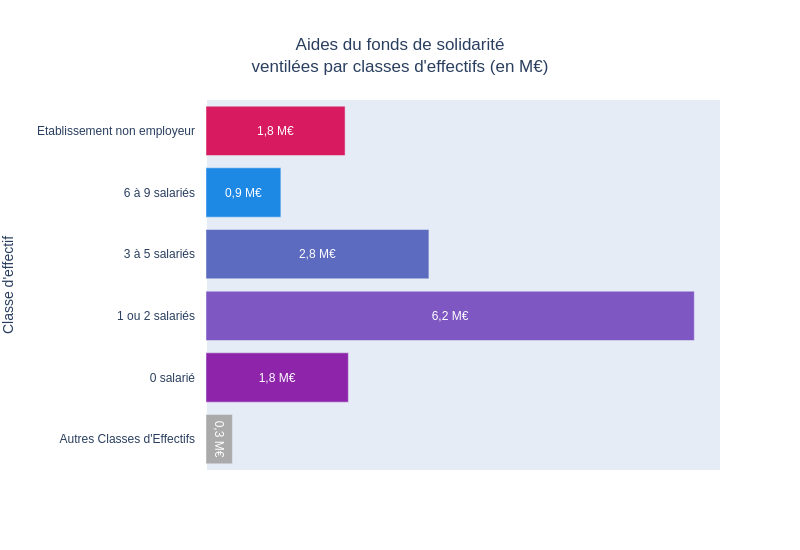 Aides du fonds de solidarité
ventilées par classes d'effectifs (en M€)
Classe d'effectif
Etablissement non employeur
1,8 M€
6 à 9 salariés
0,9 M€
3 à 5 salariés
2,8 M€
1 ou 2 salariés
6,2 M€
0 salarié
1,8 M€
Autres Classes d'Effectifs
0,3 M€